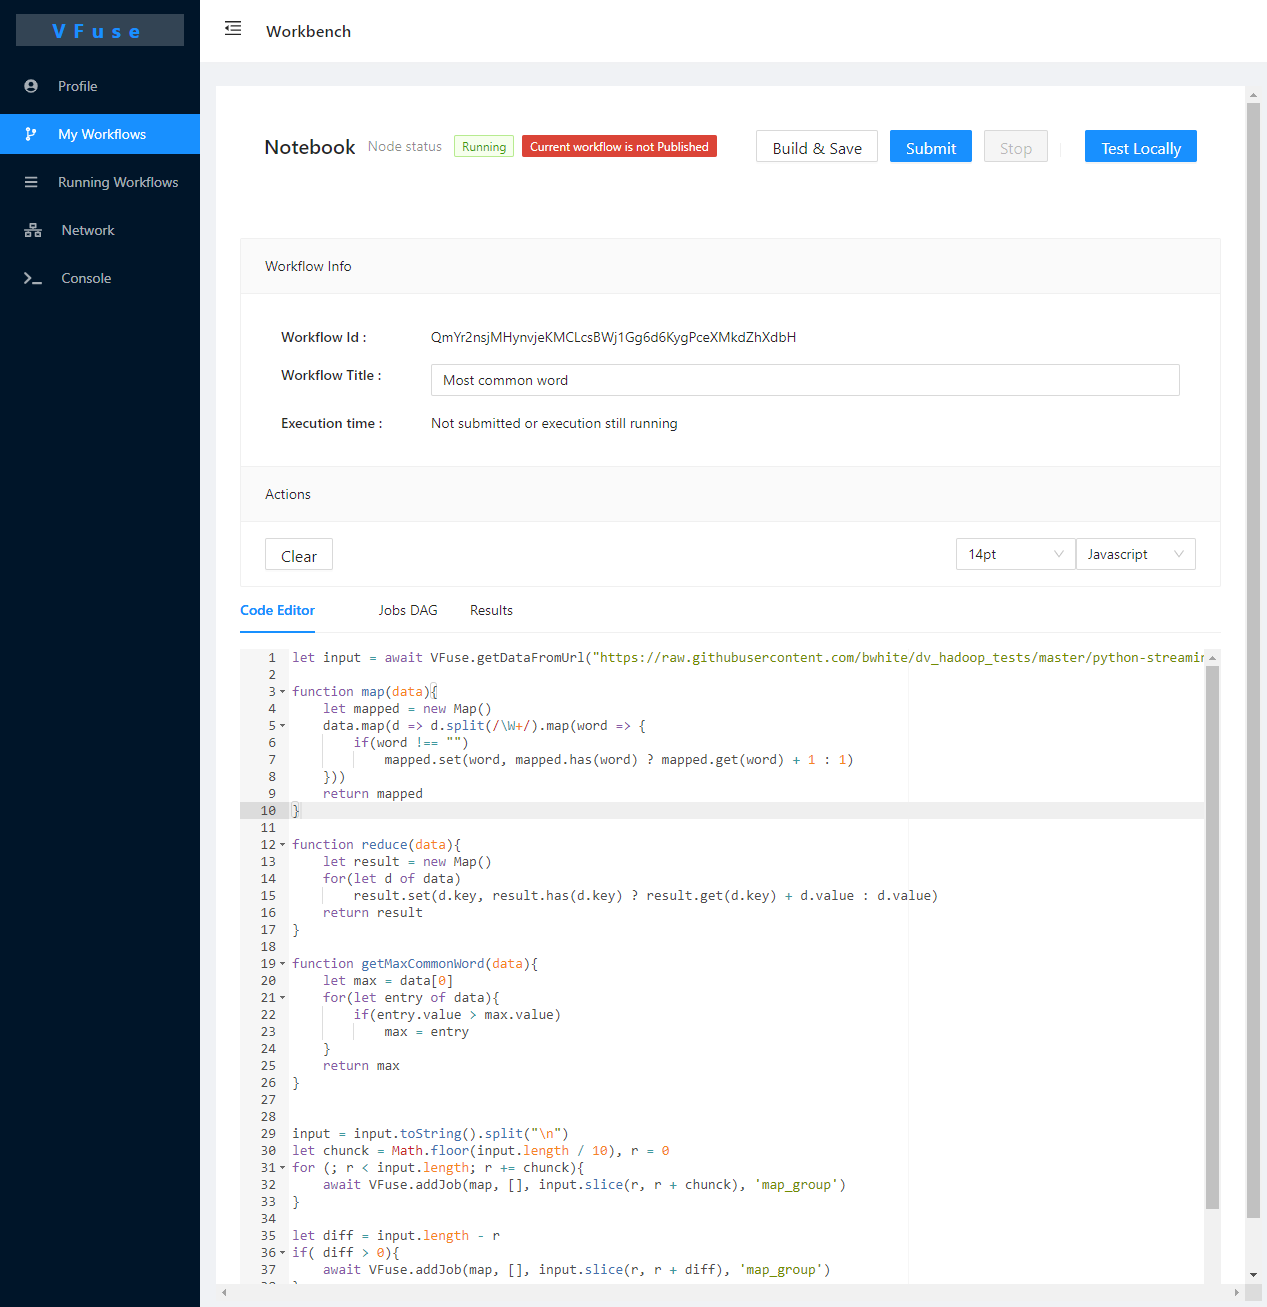 VFuse
Workbench
Profile
My Workflows
Running Workflows
Network
Console
Notebook Node status Running Current workflow is not Published Build & Save Submit Stop Test Locally
Workflow Info
Workflow Id : QmYr2nsjMHynvjeKMCLcsBWj1Gg6d6KygPceXMkdZhXdbH
Workflow Title : Most common word
Execution time : Not submitted or execution still running
Actions
Clear 14pt Javascript
Code Editor Jobs DAG Results
1 let input = await VFuse.getDataFromUrl("https://raw.githubusercontent.com/bwhite/dv_hadoop_tests/master/python-streami
2
3 function map(data){
4     let mapped = new Map()
5     data.map(d => d.split(/\W+/).map(word => {
6         if(word !== "")
7             mapped.set(word, mapped.has(word) ? mapped.get(word) + 1 : 1)
8     }))
9     return mapped
10 }
11
12 function reduce(data){
13     let result = new Map()
14     for(let d of data)
15         result.set(d.key, result.has(d.key) ? result.get(d.key) + d.value : d.value)
16     return result
17 }
18
19 function getMaxCommonWord(data){
20     let max = data[0]
21     for(let entry of data){
22         if(entry.value > max.value)
23             max = entry
24     }
25     return max
26 }
27
28
29 input = input.toString().split("\n")
30 let chunck = Math.floor(input.length / 10), r = 0
31 for (; r < input.length; r += chunck){
32     await VFuse.addJob(map, [], input.slice(r, r + chunck), 'map_group')
33 }
34
35 let diff = input.length - r
36 if( diff > 0){
37     await VFuse.addJob(map, [], input.slice(r, r + diff), 'map_group')